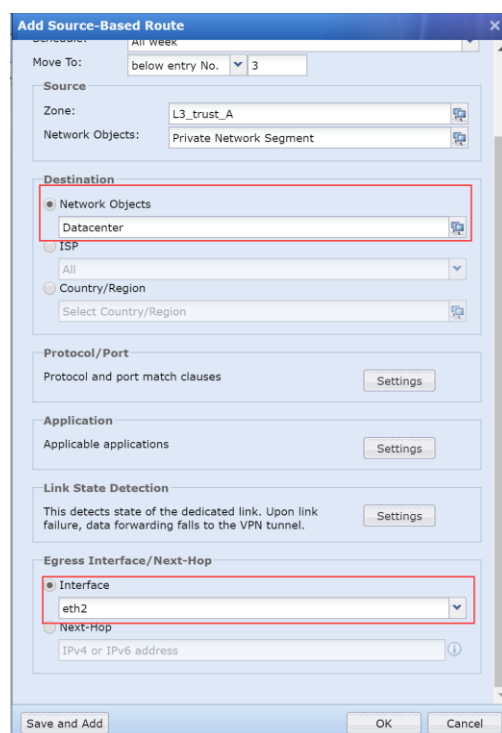 Add Source-Based Route
Schedule: All week
Move To: below entry No. 3
Source
Zone: L3_trust_A
Network Objects: Private Network Segment
Destination
Network Objects
Datacenter
ISP
All
Country/Region
Select Country/Region
Protocol/Port
Protocol and port match clauses Settings
Application
Applicable applications Settings
Link State Detection
This detects state of the dedicated link. Upon link
failure, data forwarding falls to the VPN tunnel. Settings
Egress Interface/Next-Hop
Interface
eth2
Next-Hop
IPv4 or IPv6 address
Save and Add OK Cancel